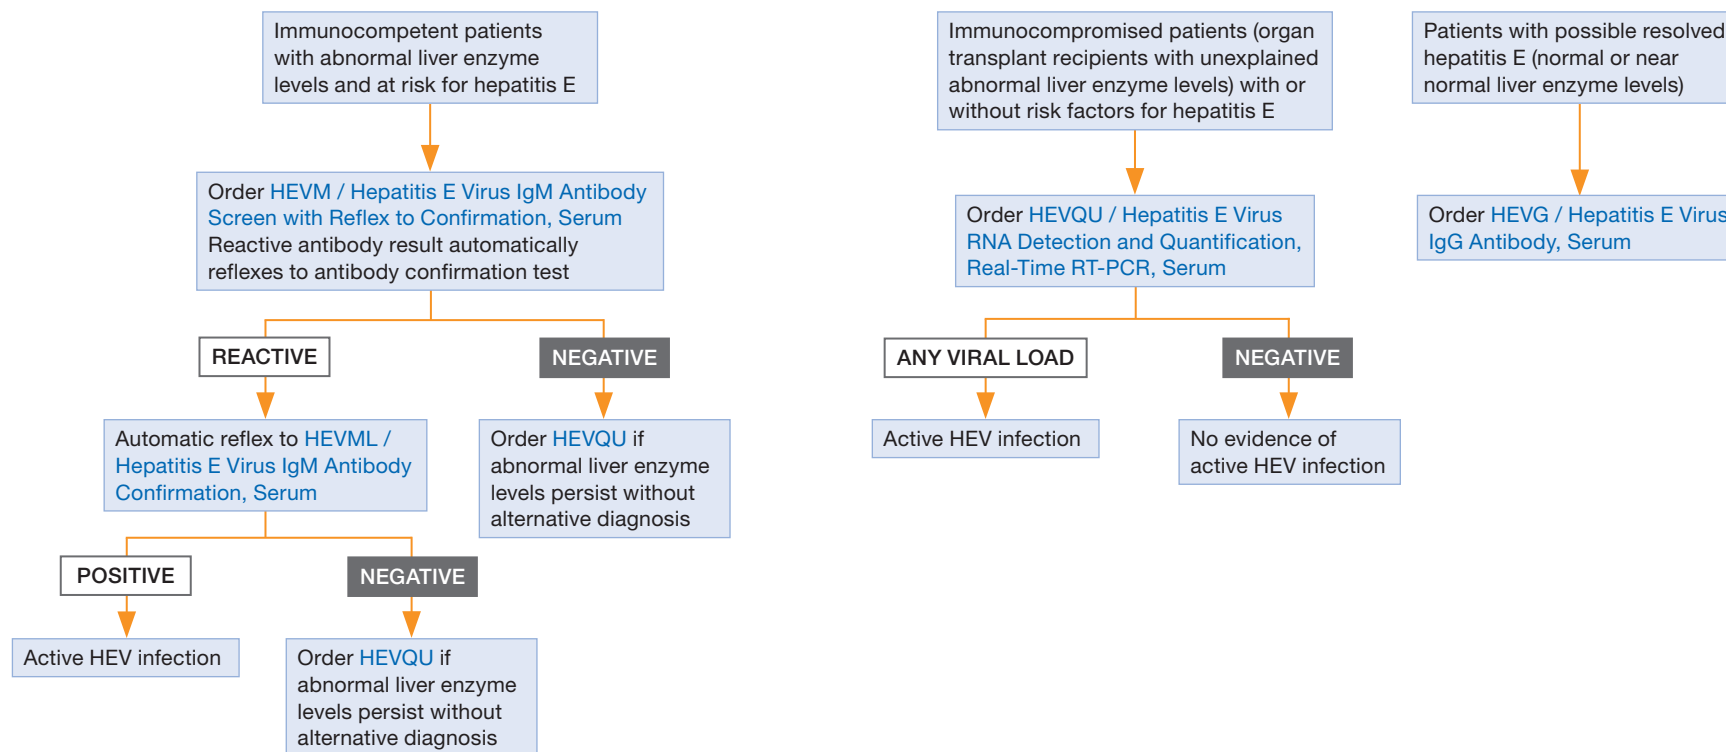 Immunocompetent patients
with abnormal liver enzyme
levels and at risk for hepatitis E
Order HEVM / Hepatitis E Virus IgM Antibody
Screen with Reflex to Confirmation, Serum
Reactive antibody result automatically
reflexes to antibody confirmation test
REACTIVE
NEGATIVE
Automatic reflex to HEVML /
Hepatitis E Virus IgM Antibody
Confirmation, Serum
Order HEVQU if
abnormal liver enzyme
levels persist without
alternative diagnosis
POSITIVE
NEGATIVE
Active HEV infection
Order HEVQU if
abnormal liver enzyme
levels persist without
alternative diagnosis
Immunocompromised patients (organ
transplant recipients with unexplained
abnormal liver enzyme levels) with or
without risk factors for hepatitis E
Order HEVQU / Hepatitis E Virus
RNA Detection and Quantification,
Real-Time RT-PCR, Serum
ANY VIRAL LOAD
NEGATIVE
Active HEV infection
No evidence of
active HEV infection
Patients with possible resolved
hepatitis E (normal or near
normal liver enzyme levels)
Order HEVG / Hepatitis E Virus
IgG Antibody, Serum